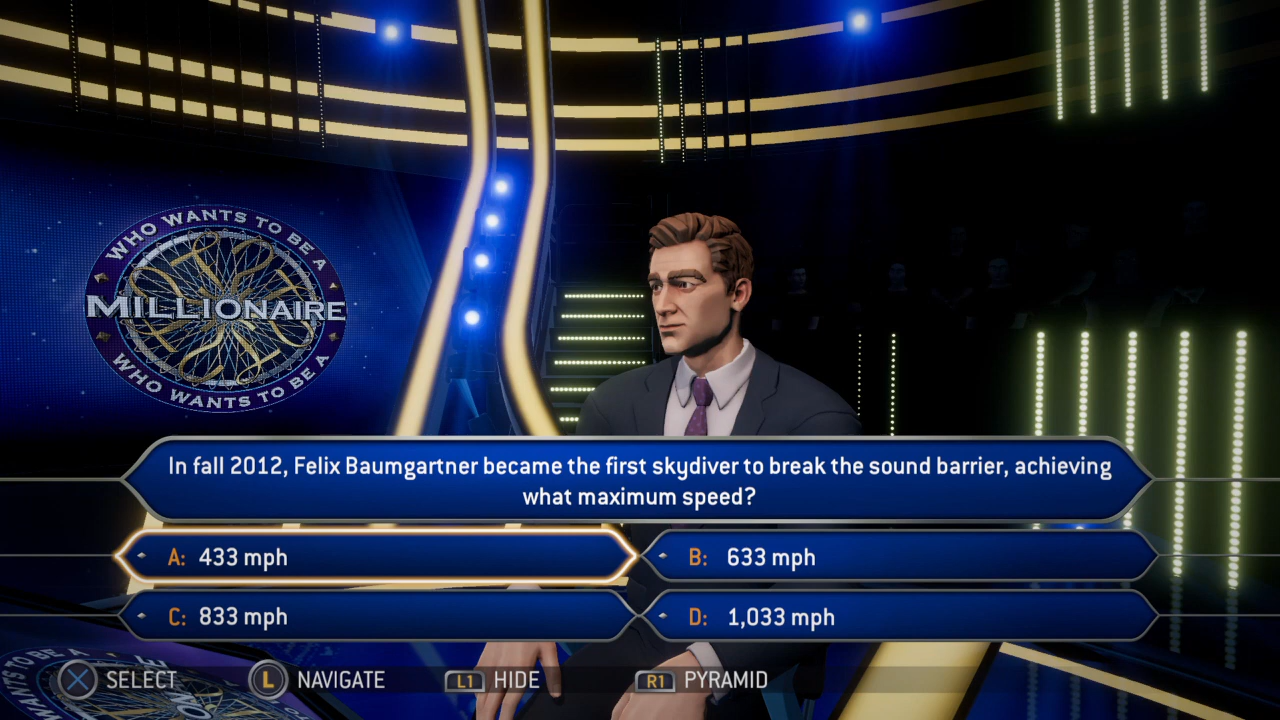 WHO WANTS TO BE A
MILLIONAIRE
WHO WANTS TO BE A
In fall 2012, Felix Baumgartner became the first skydiver to break the sound barrier, achieving
what maximum speed?
A: 433 mph
B: 633 mph
C: 833 mph
D: 1,033 mph
SELECT
L NAVIGATE
L1 HIDE
R1 PYRAMID